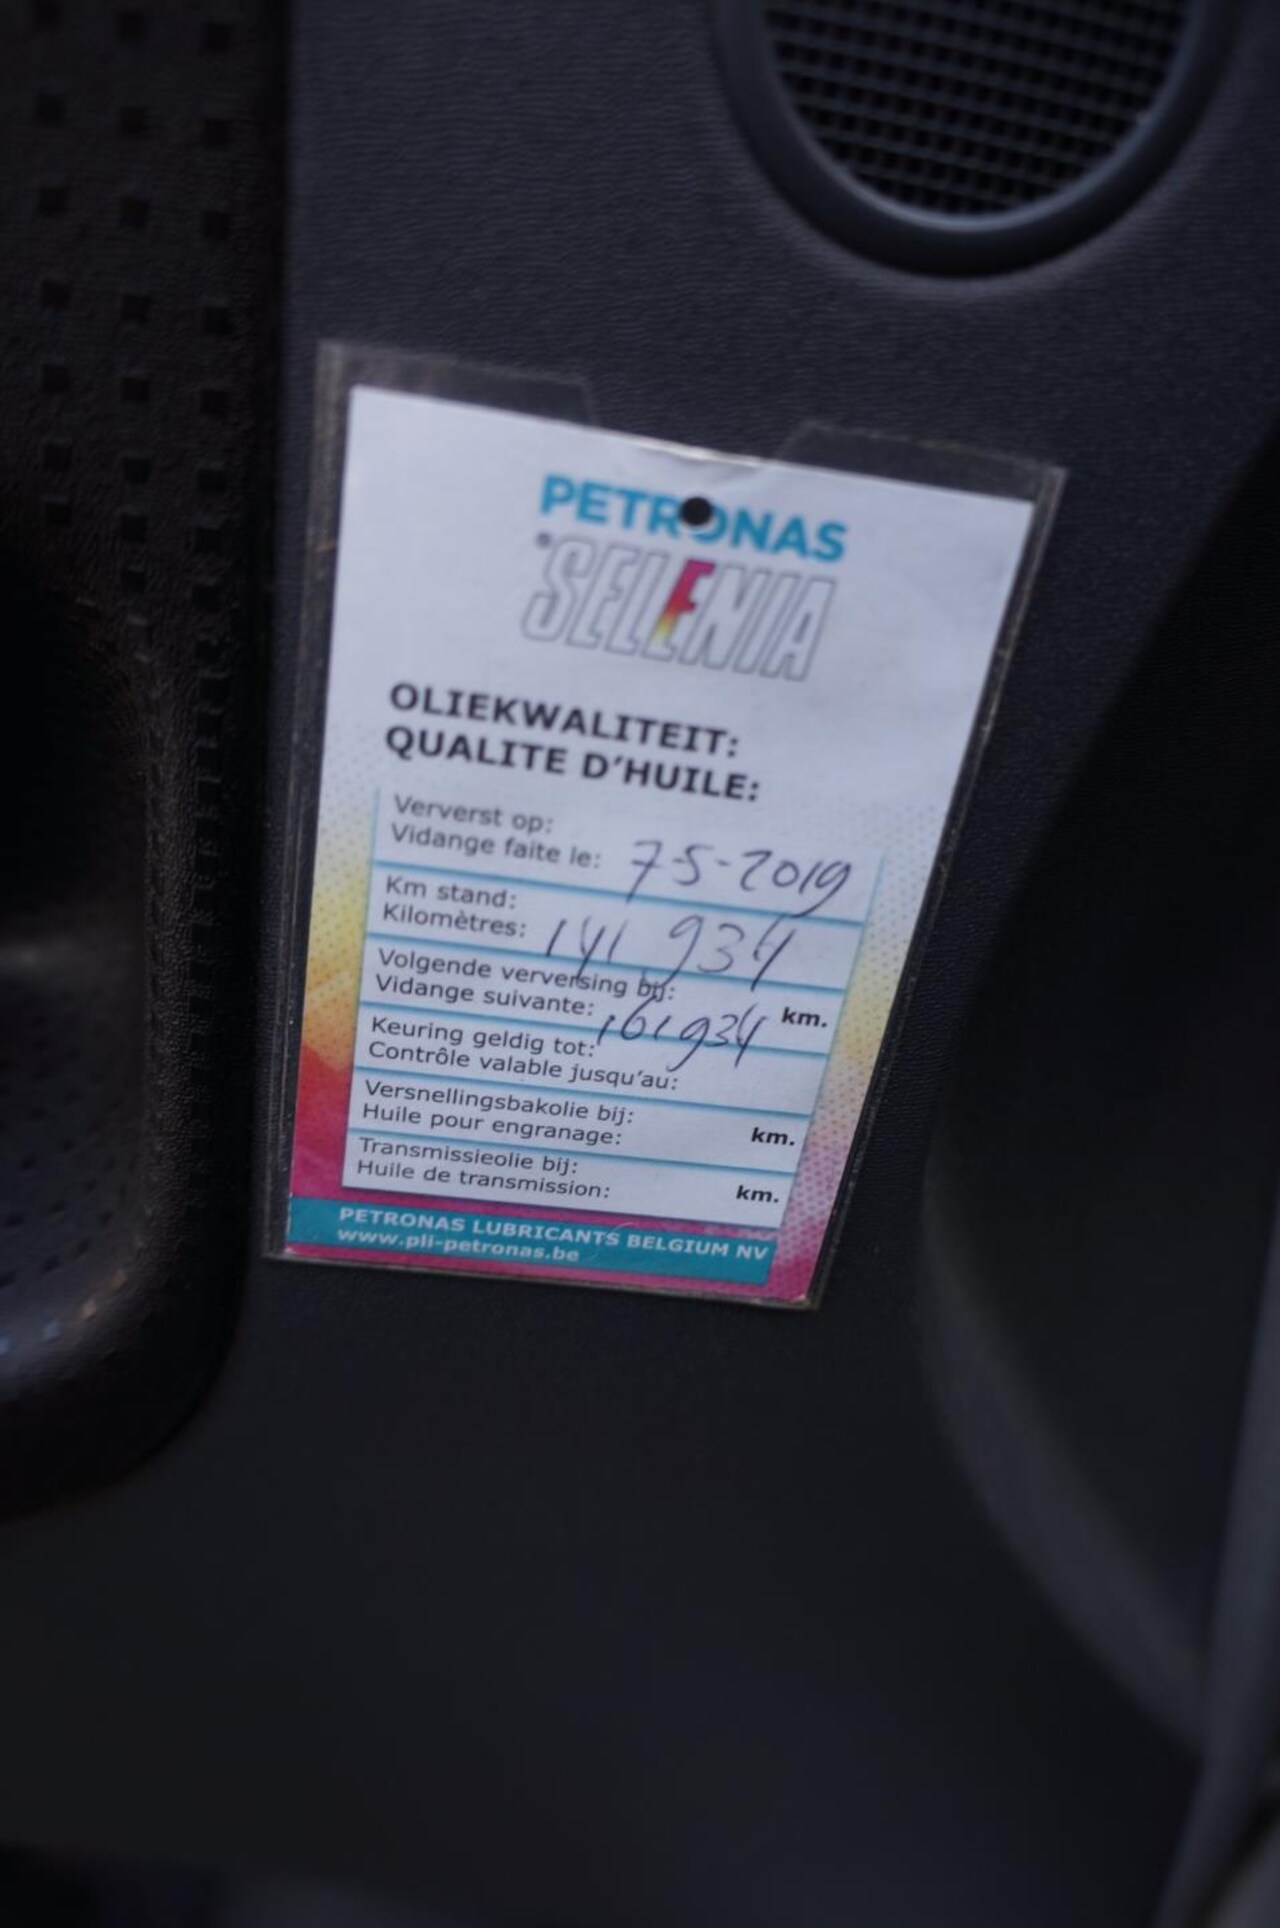 PETRONAS
SELENIA
OLIEKWALITEIT:
QUALITE D'HUILE:
Ververst op:
Vidange faite le: 7-5-2019
Km stand:
Kilomètres: 141 934
Volgende verversing bij:
Vidange suivante: 161934 km.
Keuring geldig tot:
Contrôle valable jusqu'au:
Versnellingsbakolie bij:
Huile pour engranage: km.
Transmissieolie bij:
Huile de transmission: km.
PETRONAS LUBRICANTS BELGIUM NV
www.pli-petronas.be